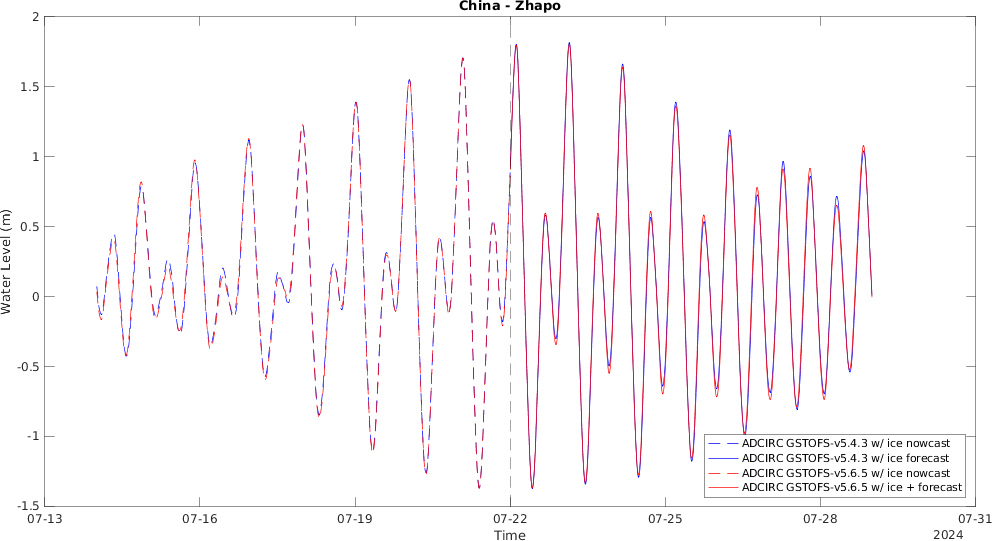 China - Zhapo
2
1.5
1
0.5
0
-0.5
-1
-1.5
Water Level (m)
ADCIRC GSTOFS-v5.4.3 w/ ice nowcast
ADCIRC GSTOFS-v5.4.3 w/ ice forecast
ADCIRC GSTOFS-v5.6.5 w/ ice nowcast
ADCIRC GSTOFS-v5.6.5 w/ ice + forecast
07-13 07-16 07-19 07-22 07-25 07-28 07-31
Time
2024